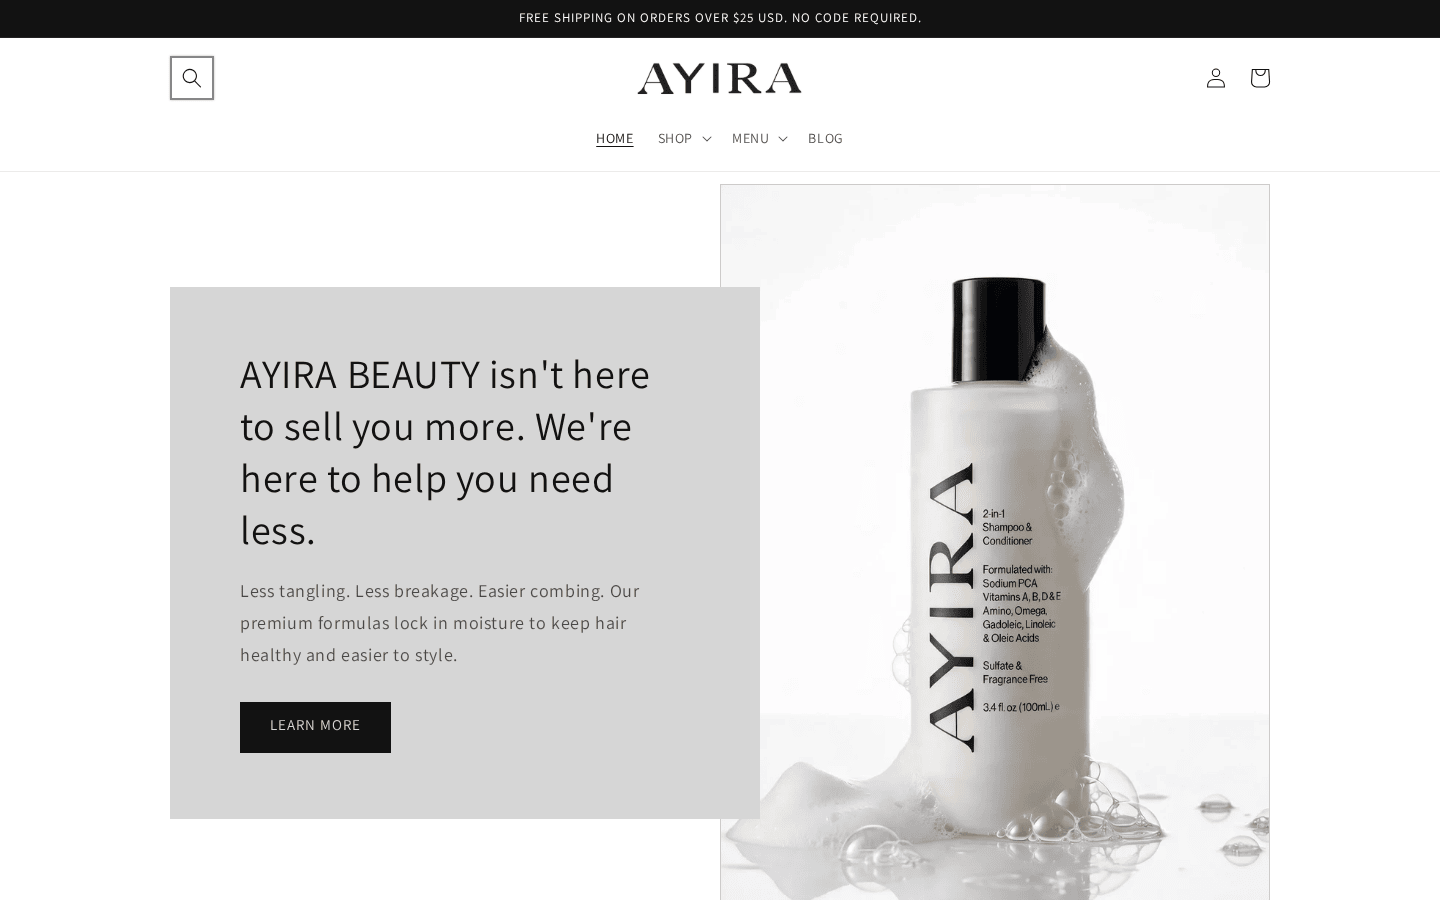 FREE SHIPPING ON ORDERS OVER $25 USD. NO CODE REQUIRED.
AYIRA
HOME SHOP MENU BLOG
AYIRA BEAUTY isn't here
to sell you more. We're
here to help you need
less.
Less tangling. Less breakage. Easier combing. Our
premium formulas lock in moisture to keep hair
healthy and easier to style.
LEARN MORE
AYIRA
2-in-1
Shampoo &
Conditioner
Formulated with:
Sodium PCA
Vitamins A, B, D & E
Amino, Omega,
Gadoleic, Linoleic
& Oleic Acids
Sulfate &
Fragrance Free
3.4 fl. oz (100mL) e